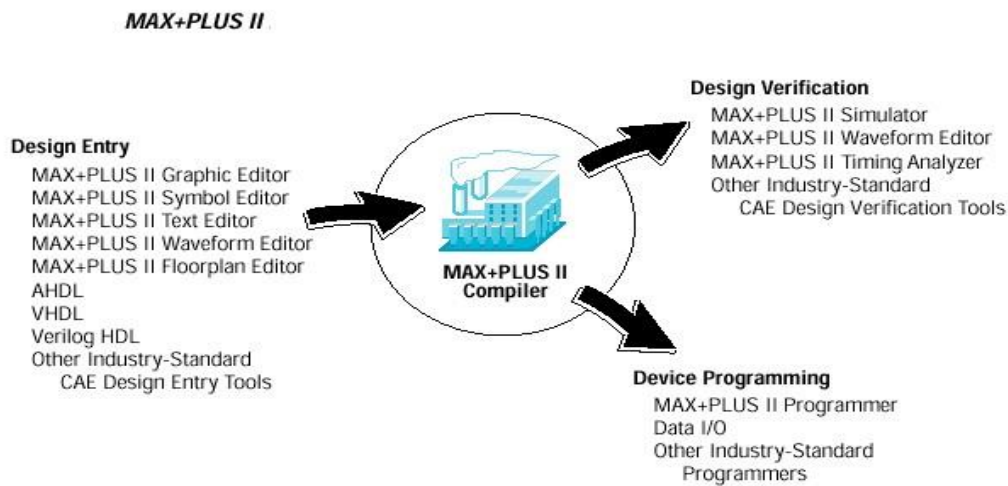 MAX+PLUS II
Design Entry
MAX+PLUS II Graphic Editor
MAX+PLUS II Symbol Editor
MAX+PLUS II Text Editor
MAX+PLUS II Waveform Editor
MAX+PLUS II Floorplan Editor
AHDL
VHDL
Verilog HDL
Other Industry-Standard
CAE Design Entry Tools
MAX+PLUS II
Compiler
Design Verification
MAX+PLUS II Simulator
MAX+PLUS II Waveform Editor
MAX+PLUS II Timing Analyzer
Other Industry-Standard
CAE Design Verification Tools
Device Programming
MAX+PLUS II Programmer
Data I/O
Other Industry-Standard
Programmers